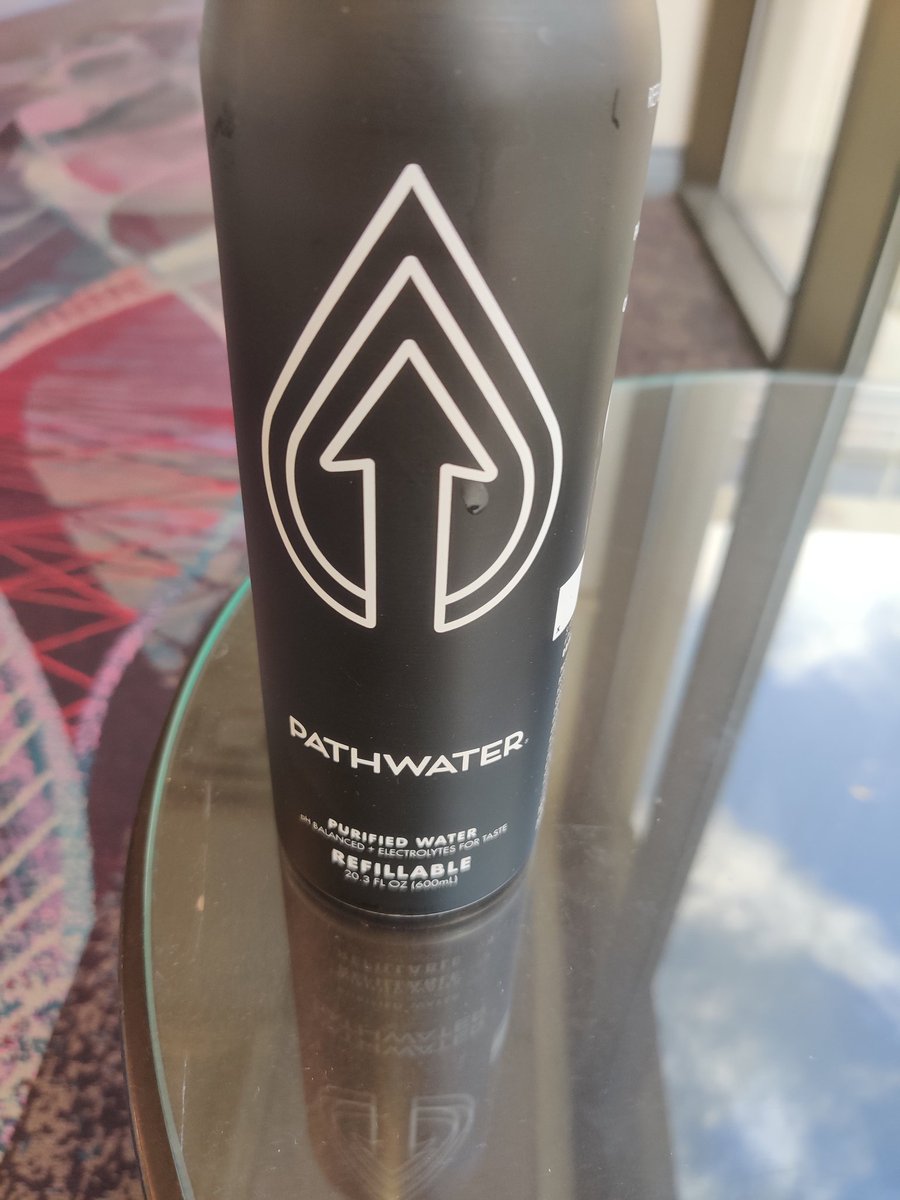 PATHWATER
PURIFIED WATER
pH BALANCED + ELECTROLYTES FOR TASTE
REFILLABLE
20.3 FL OZ (600mL)